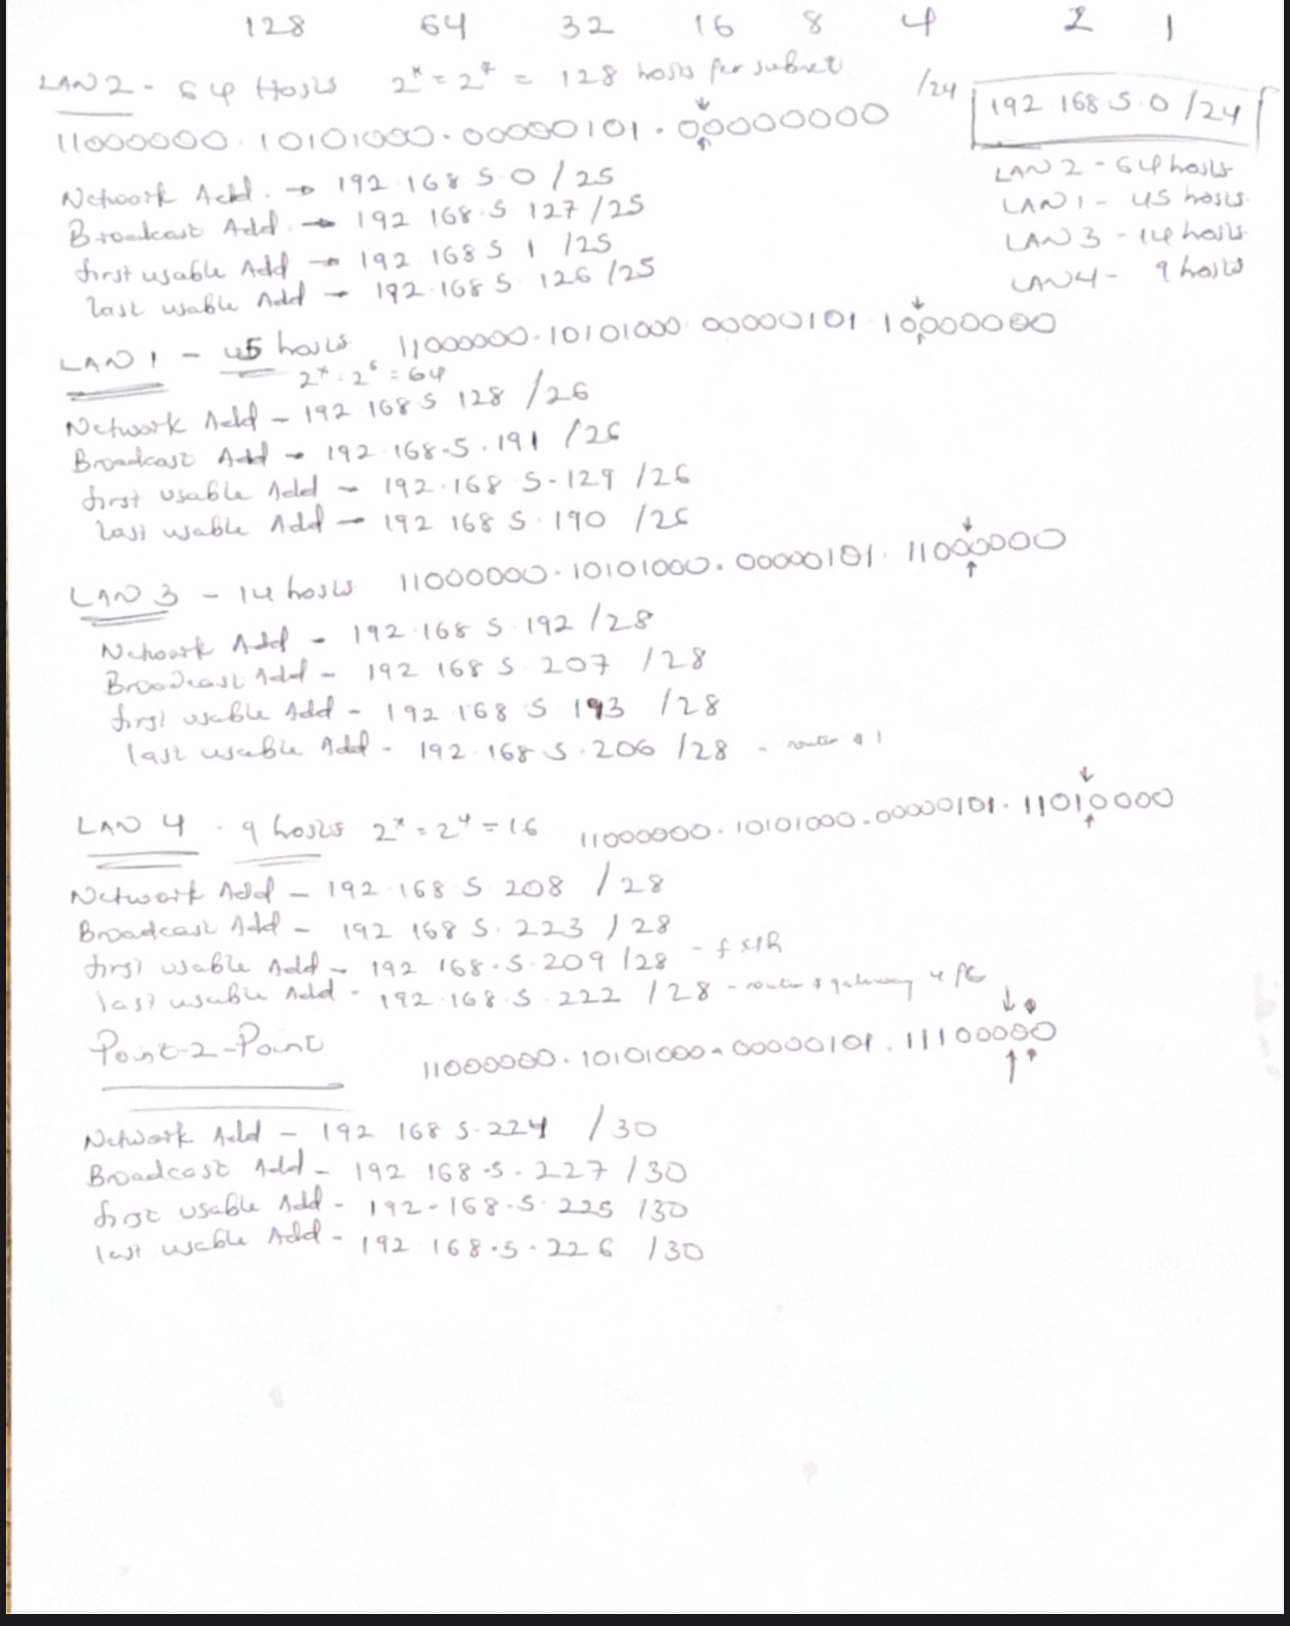 128 64 32 16 8 4 2 1
LAN 2 - 64 Hosts 2^x = 2^7 = 128 hosts per subnet
/24 192 168 5.0 /24
11000000.10101000.00000101.00000000
LAN 2 - 64 hosts
LAN 1 - 45 hosts
LAN 3 - 14 hosts
LAN 4 - 9 hosts
Network Add. → 192.168 5.0 /25
Broadcast Add. → 192 168.5 127 /25
first usable Add → 192 168 5 1 /25
last usable Add → 192.168 5 126 /25
LAN 1 - 45 hosts 11000000.10101000.00000101.10000000
2^x = 2^6 = 64
Network Add - 192 168 5 128 /26
Broadcast Add - 192.168.5.191 /26
first usable Add - 192.168 5-129 /26
last usable Add - 192 168 5.190 /26
LAN 3 - 14 hosts 11000000.10101000.00000101.11000000
Network Add - 192.168 5.192 /28
Broadcast Add - 192 168 5.207 /28
first usable Add - 192.168 5 193 /28
last usable Add - 192.168 5.206 /28 - router
LAN 4 - 9 hosts 2^x = 2^4 = 16 11000000.10101000.00000101.11010000
Network Add - 192.168 5 208 /28
Broadcast Add - 192 168 5.223 /28
first usable Add - 192 168.5.209 /28
last usable Add - 192.168.5.222 /28 - router gateway 4 PC
Point-2-Point
11000000.10101000.00000101.11100000
Network Add - 192 168 5.224 /30
Broadcast Add - 192 168.5.227 /30
first usable Add - 192-168.5.225 /30
last usable Add - 192 168.5.226 /30